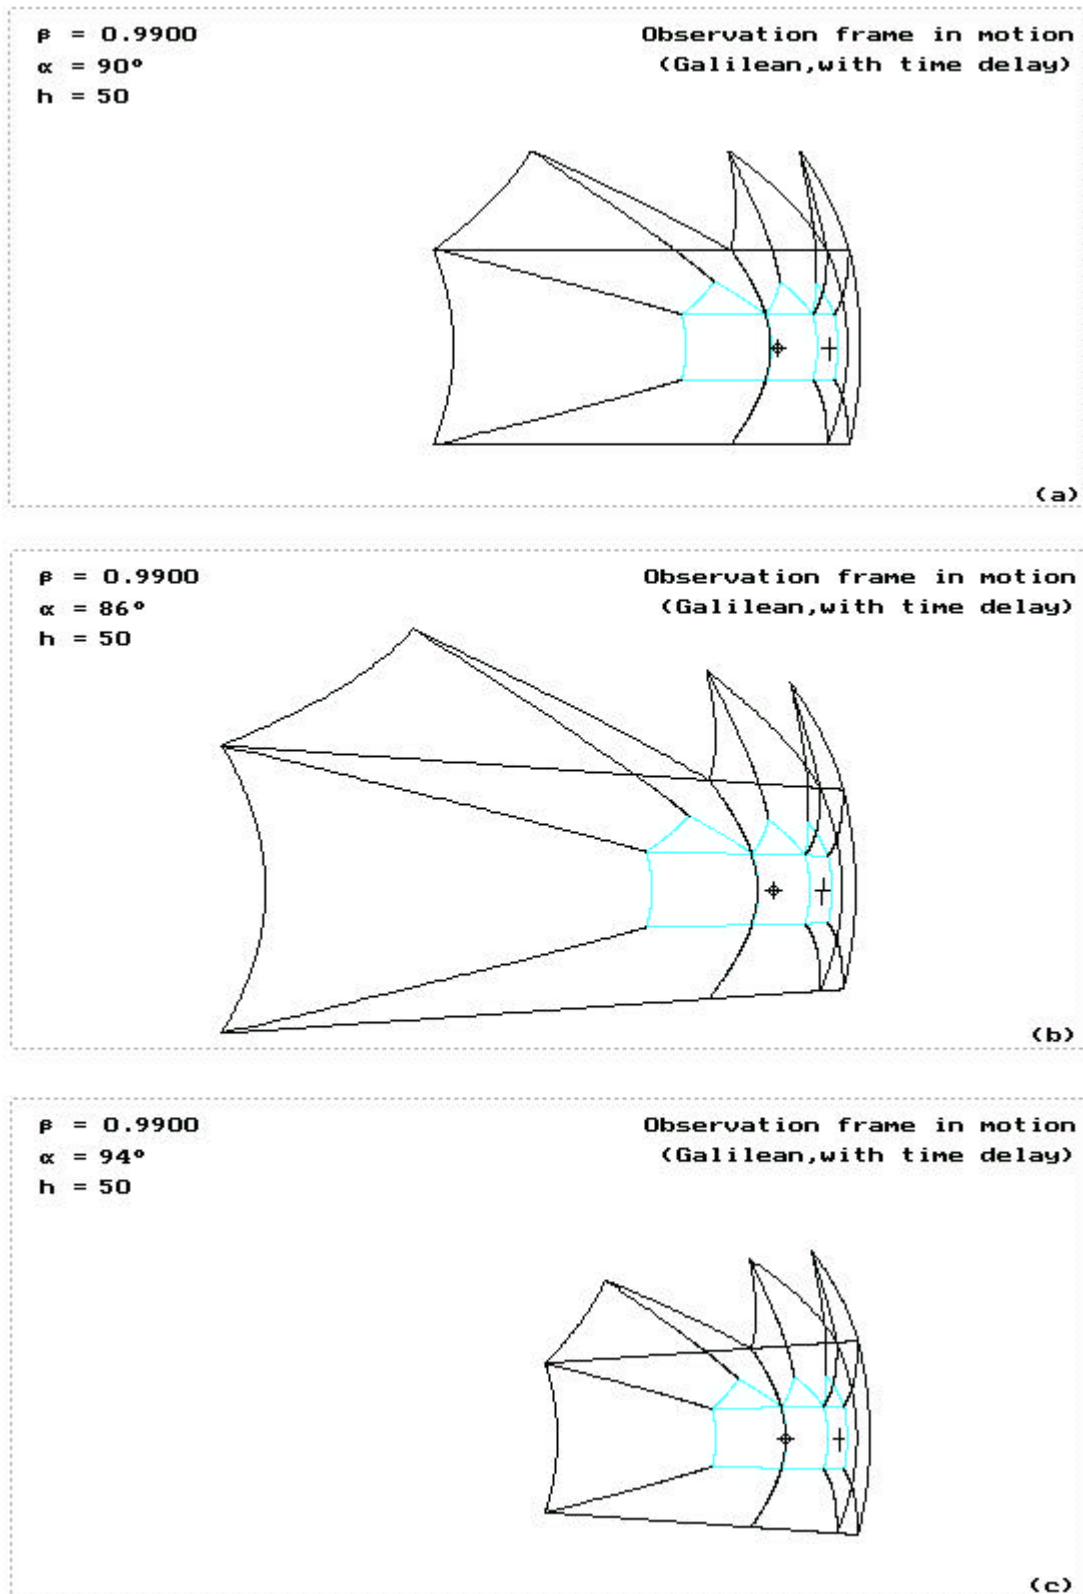 β = 0.9900
Observation frame in motion
α = 90°
(Galilean,with time delay)
h = 50
(a)
β = 0.9900
Observation frame in motion
α = 86°
(Galilean,with time delay)
h = 50
(b)
β = 0.9900
Observation frame in motion
α = 94°
(Galilean,with time delay)
h = 50
(c)